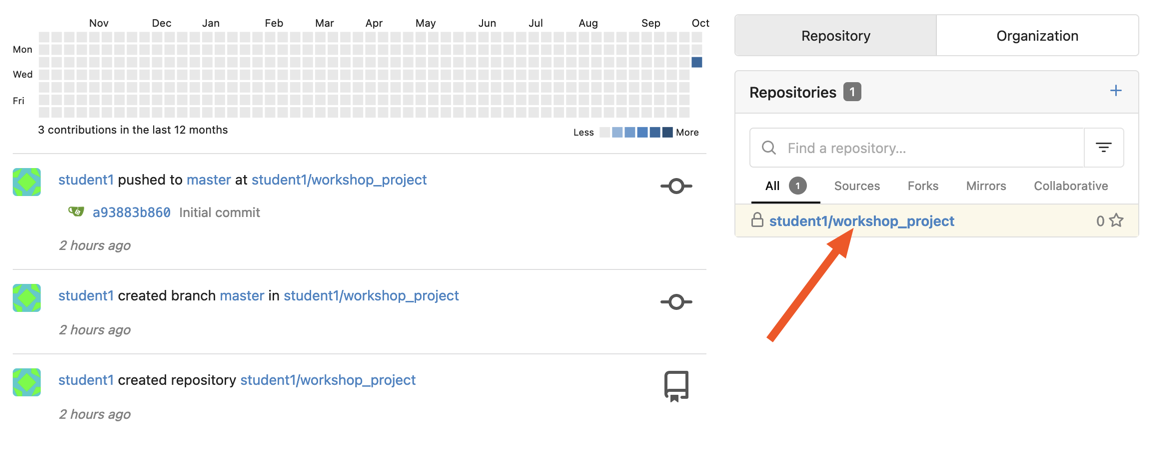 Nov Dec Jan Feb Mar Apr May Jun Jul Aug Sep Oct
Mon
Wed
Fri
3 contributions in the last 12 months
Less More
student1 pushed to master at student1/workshop_project
a93883b860 Initial commit
2 hours ago
student1 created branch master in student1/workshop_project
2 hours ago
student1 created repository student1/workshop_project
2 hours ago
Repository Organization
Repositories 1 +
Find a repository...
All 1 Sources Forks Mirrors Collaborative
student1/workshop_project 0